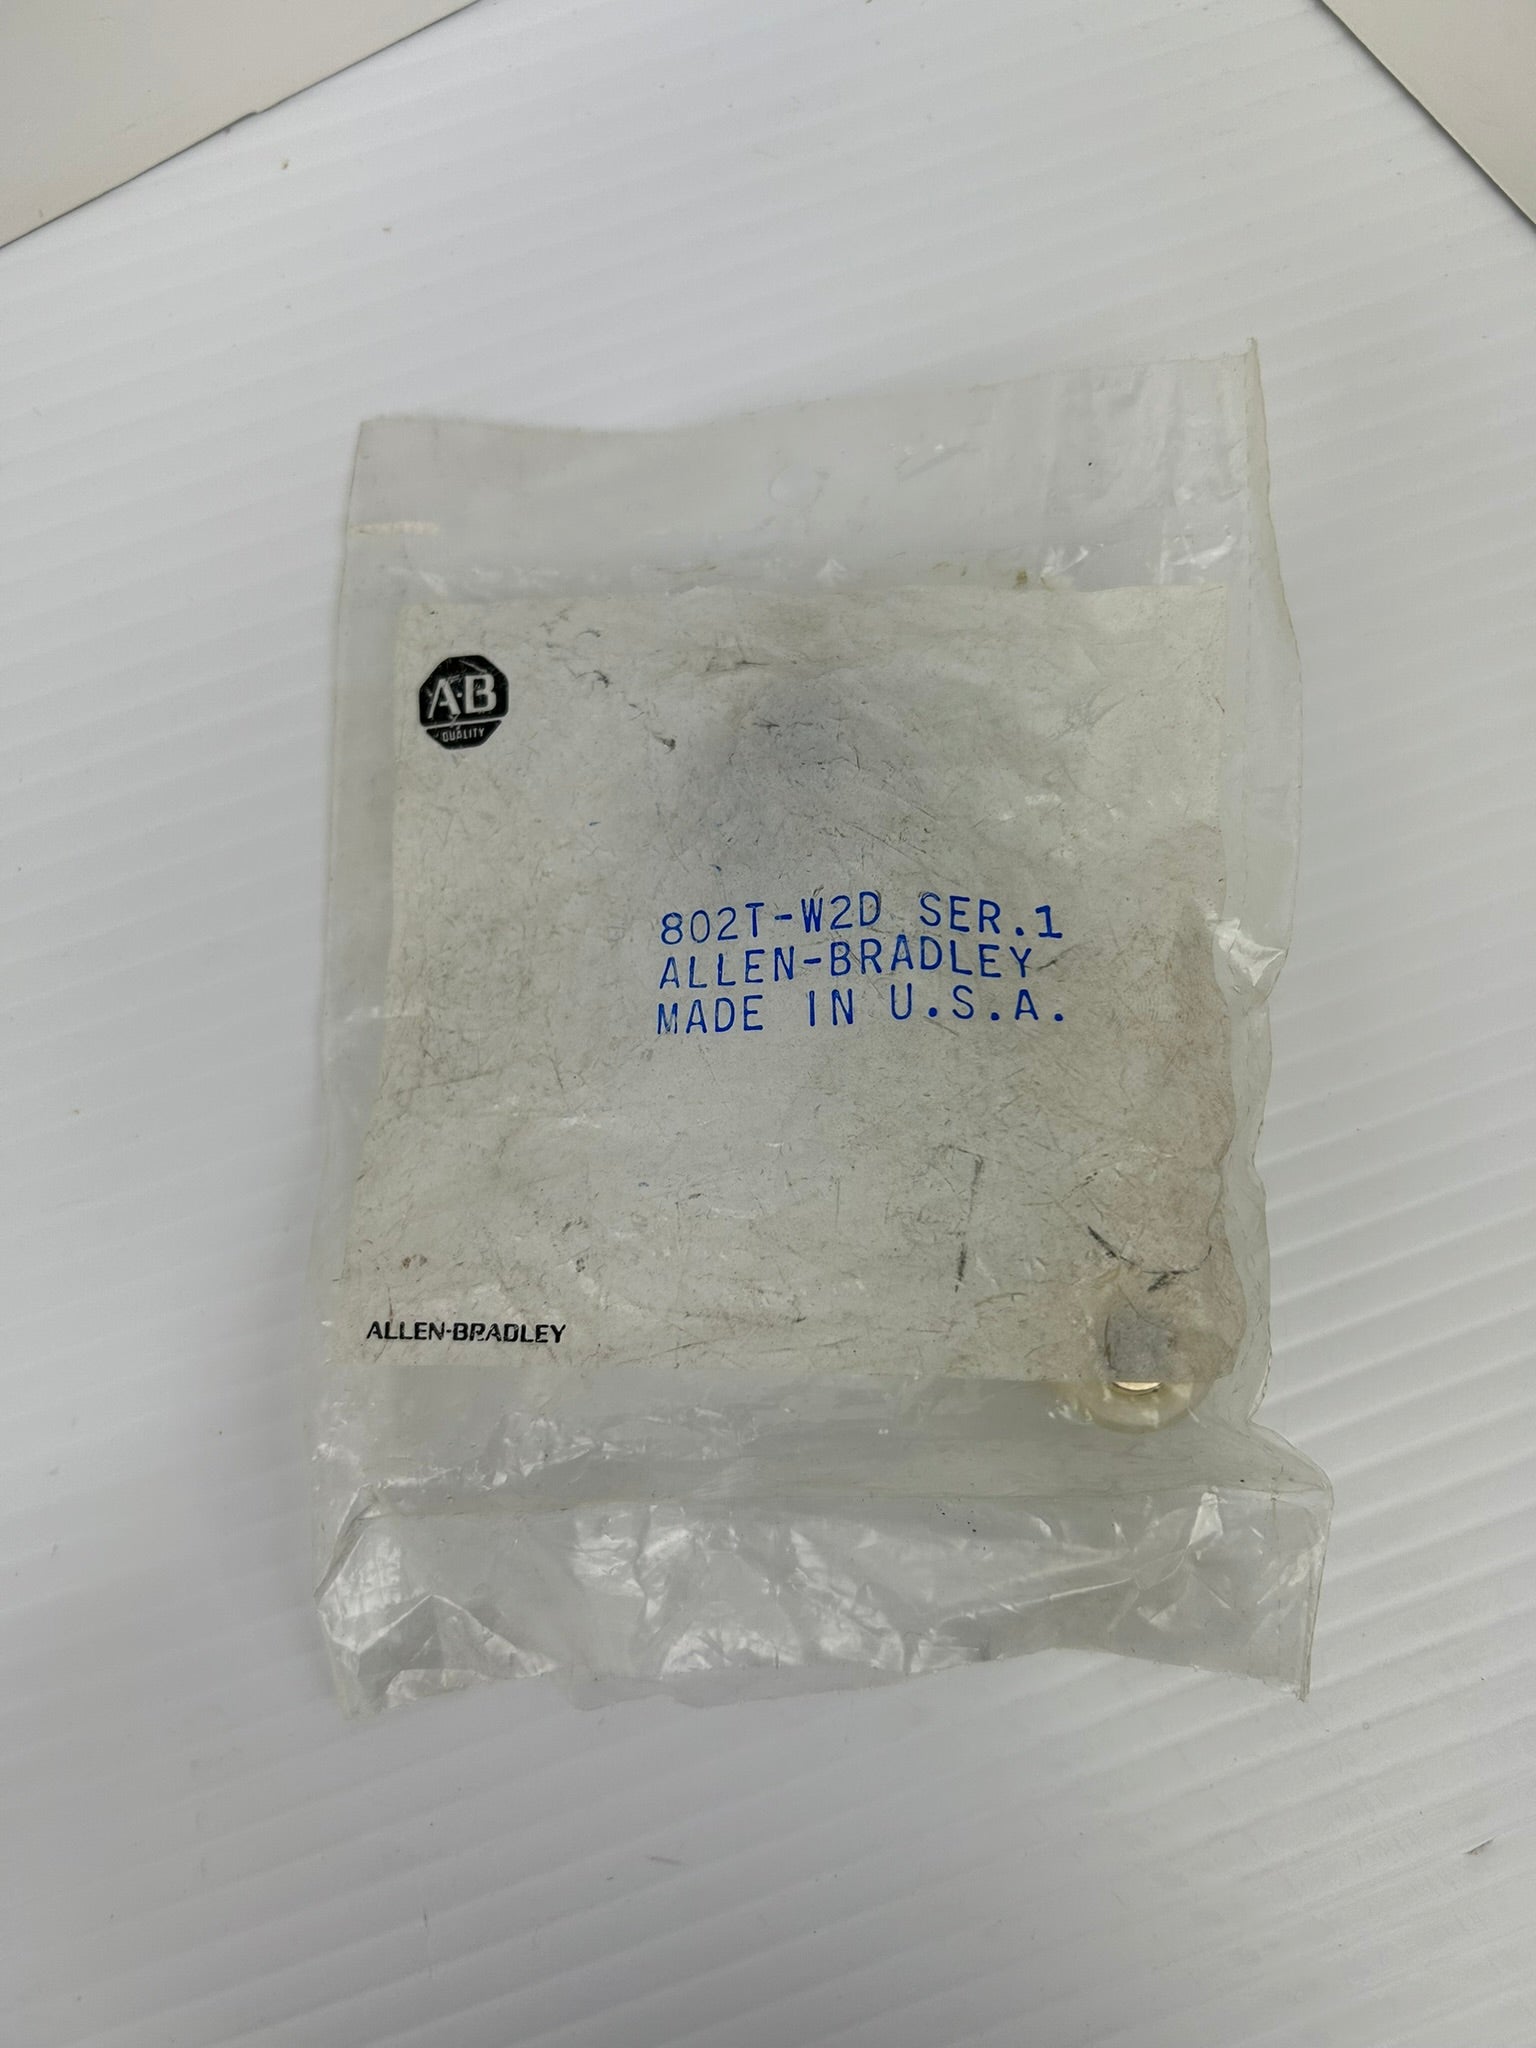 A-B
QUALITY
802T-W2D SER.1
ALLEN-BRADLEY
MADE IN U.S.A.
ALLEN-BRADLEY